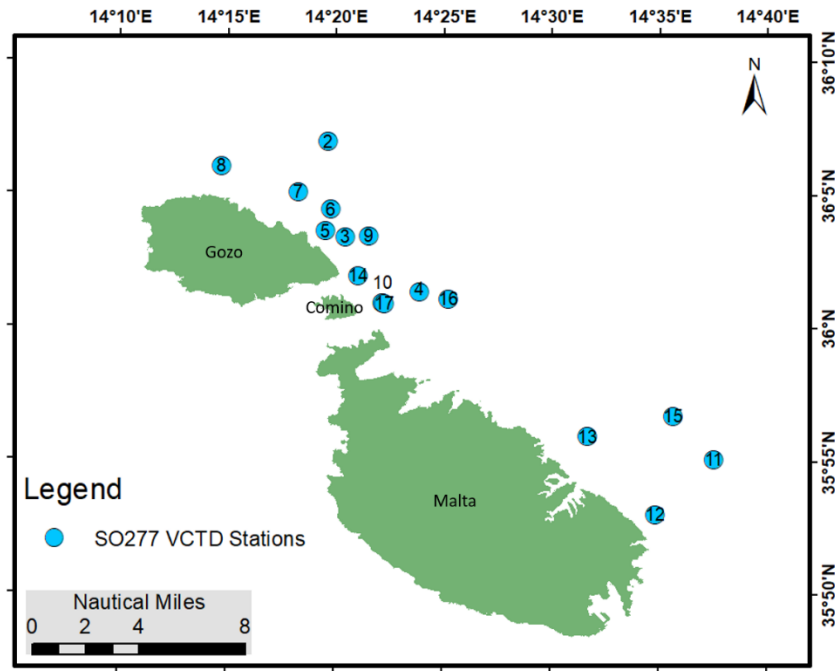 14°10'E 14°15'E 14°20'E 14°25'E 14°30'E 14°35'E 14°40'E
36°10'N
N
2
8
7
36°5'N
6
5 3 9
Gozo
14 10
4 16
Comino 17
36°0'N
15
13
11
35°55'N
Legend
Malta
12
SO277 VCTD Stations
35°50'N
Nautical Miles
0 2 4 8